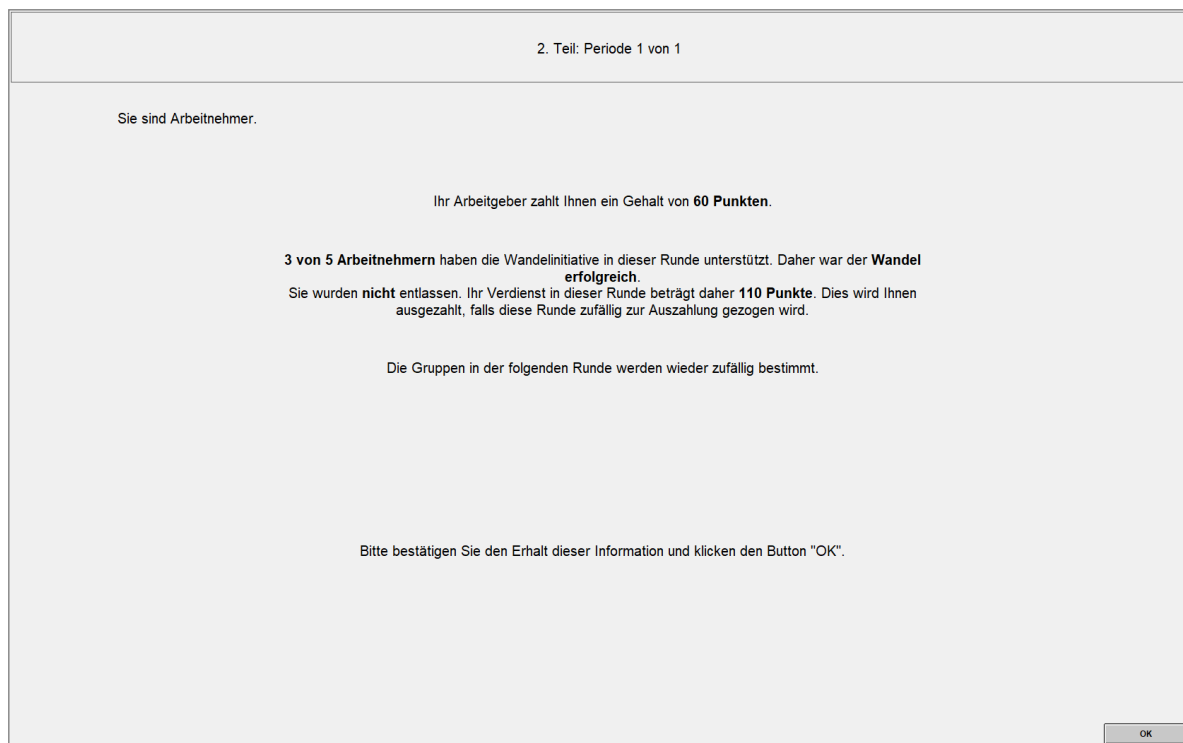 2. Teil: Periode 1 von 1
Sie sind Arbeitnehmer.
Ihr Arbeitgeber zahlt Ihnen ein Gehalt von 60 Punkten.
3 von 5 Arbeitnehmern haben die Wandelinitiative in dieser Runde unterstützt. Daher war der Wandel
erfolgreich.
Sie wurden nicht entlassen. Ihr Verdienst in dieser Runde beträgt daher 110 Punkte. Dies wird Ihnen
ausgezahlt, falls diese Runde zufällig zur Auszahlung gezogen wird.
Die Gruppen in der folgenden Runde werden wieder zufällig bestimmt.
Bitte bestätigen Sie den Erhalt dieser Information und klicken den Button "OK".
OK